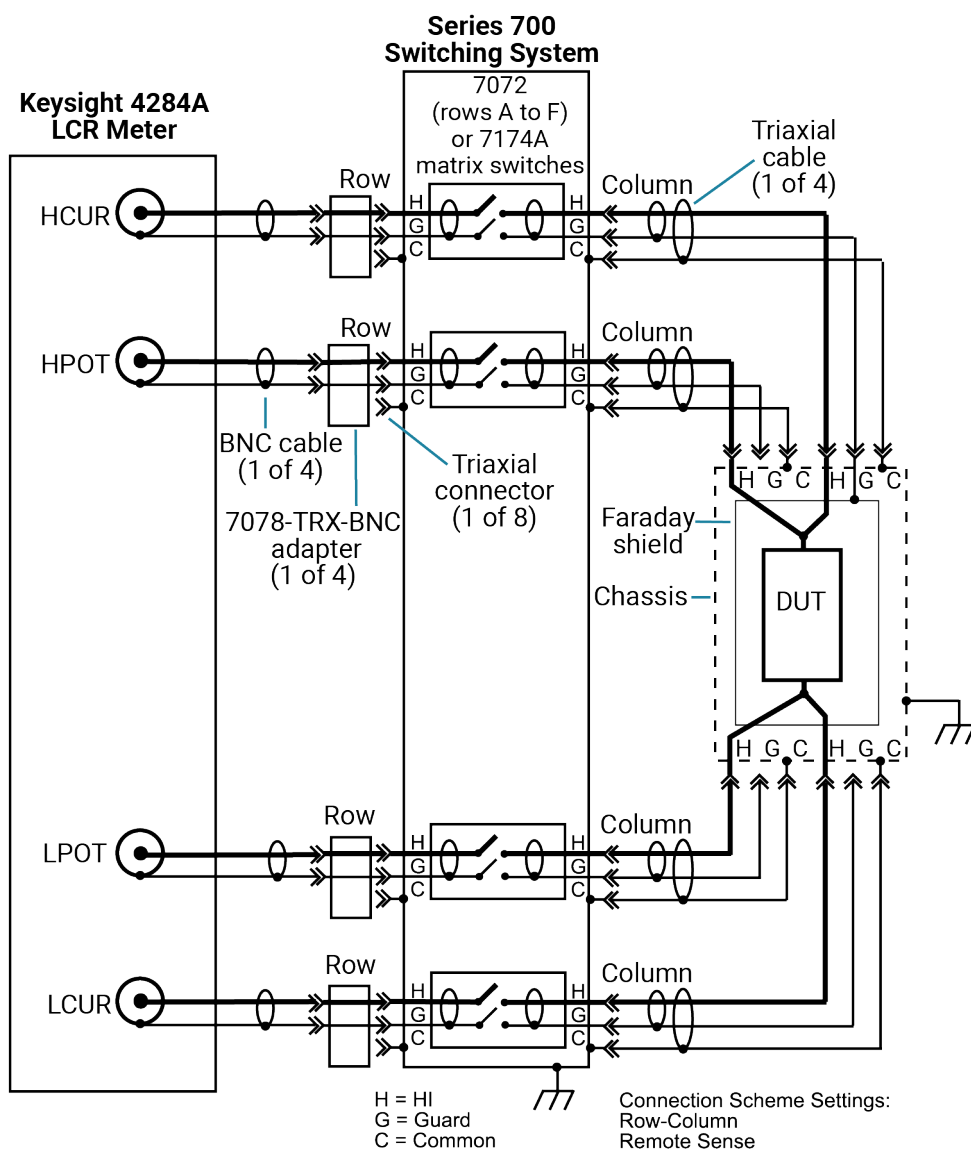 Series 700
Switching System
Keysight 4284A
LCR Meter
7072
(rows A to F)
or 7174A
matrix switches
Triaxial
cable
(1 of 4)
HCUR
Row
H
G
C
H
G
C
Column
HPOT
Row
H
G
C
H
G
C
Column
BNC cable
(1 of 4)
Triaxial
connector
(1 of 8)
7078-TRX-BNC
adapter
(1 of 4)
H G C H G C
Faraday
shield
Chassis
DUT
H G C H G C
LPOT
Row
H
G
C
H
G
C
Column
LCUR
Row
H
G
C
H
G
C
Column
H = HI
G = Guard
C = Common
Connection Scheme Settings:
Row-Column
Remote Sense